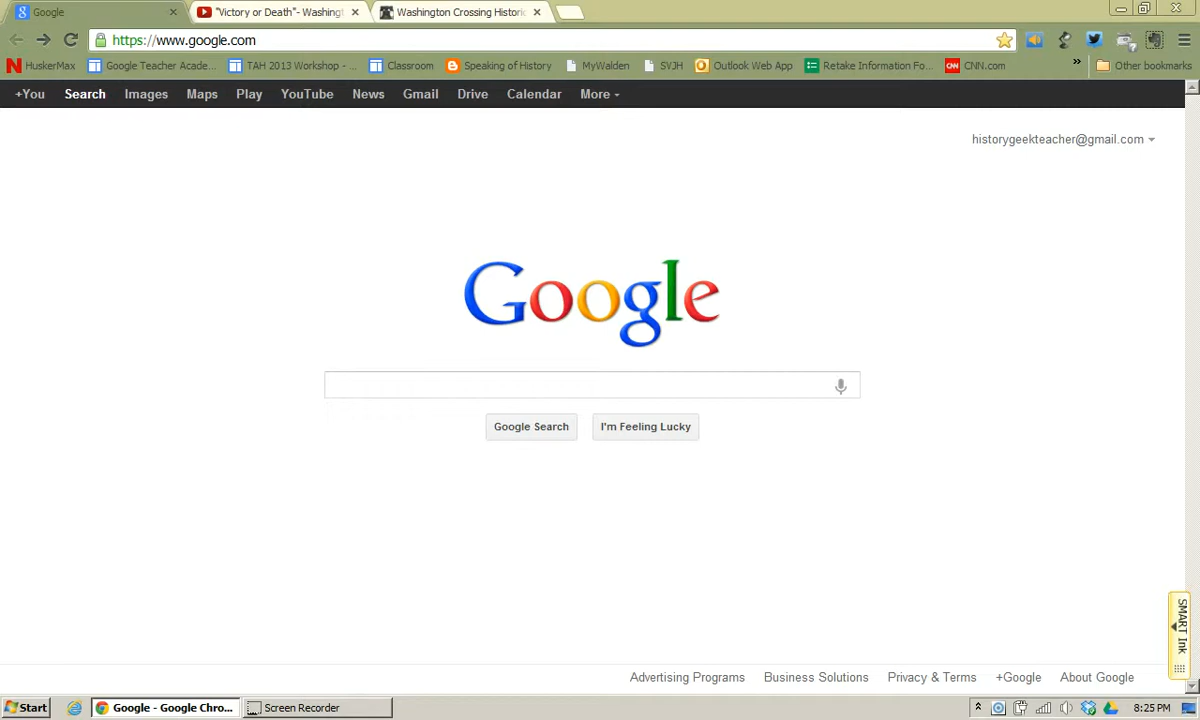 Google
"Victory or Death"- Washingt
Washington Crossing Historic
https://www.google.com
HuskerMax
Google Teacher Acade...
TAH 2013 Workshop - ...
Classroom
Speaking of History
MyWalden
SVJH
Outlook Web App
Retake Information Fo...
CNN.com
»
Other bookmarks
+You
Search
Images
Maps
Play
YouTube
News
Gmail
Drive
Calendar
More
historygeekteacher@gmail.com
Google
Google Search
I'm Feeling Lucky
SMART Ink
Advertising Programs
Business Solutions
Privacy & Terms
+Google
About Google
Start
Google - Google Chro...
Screen Recorder
8:25 PM